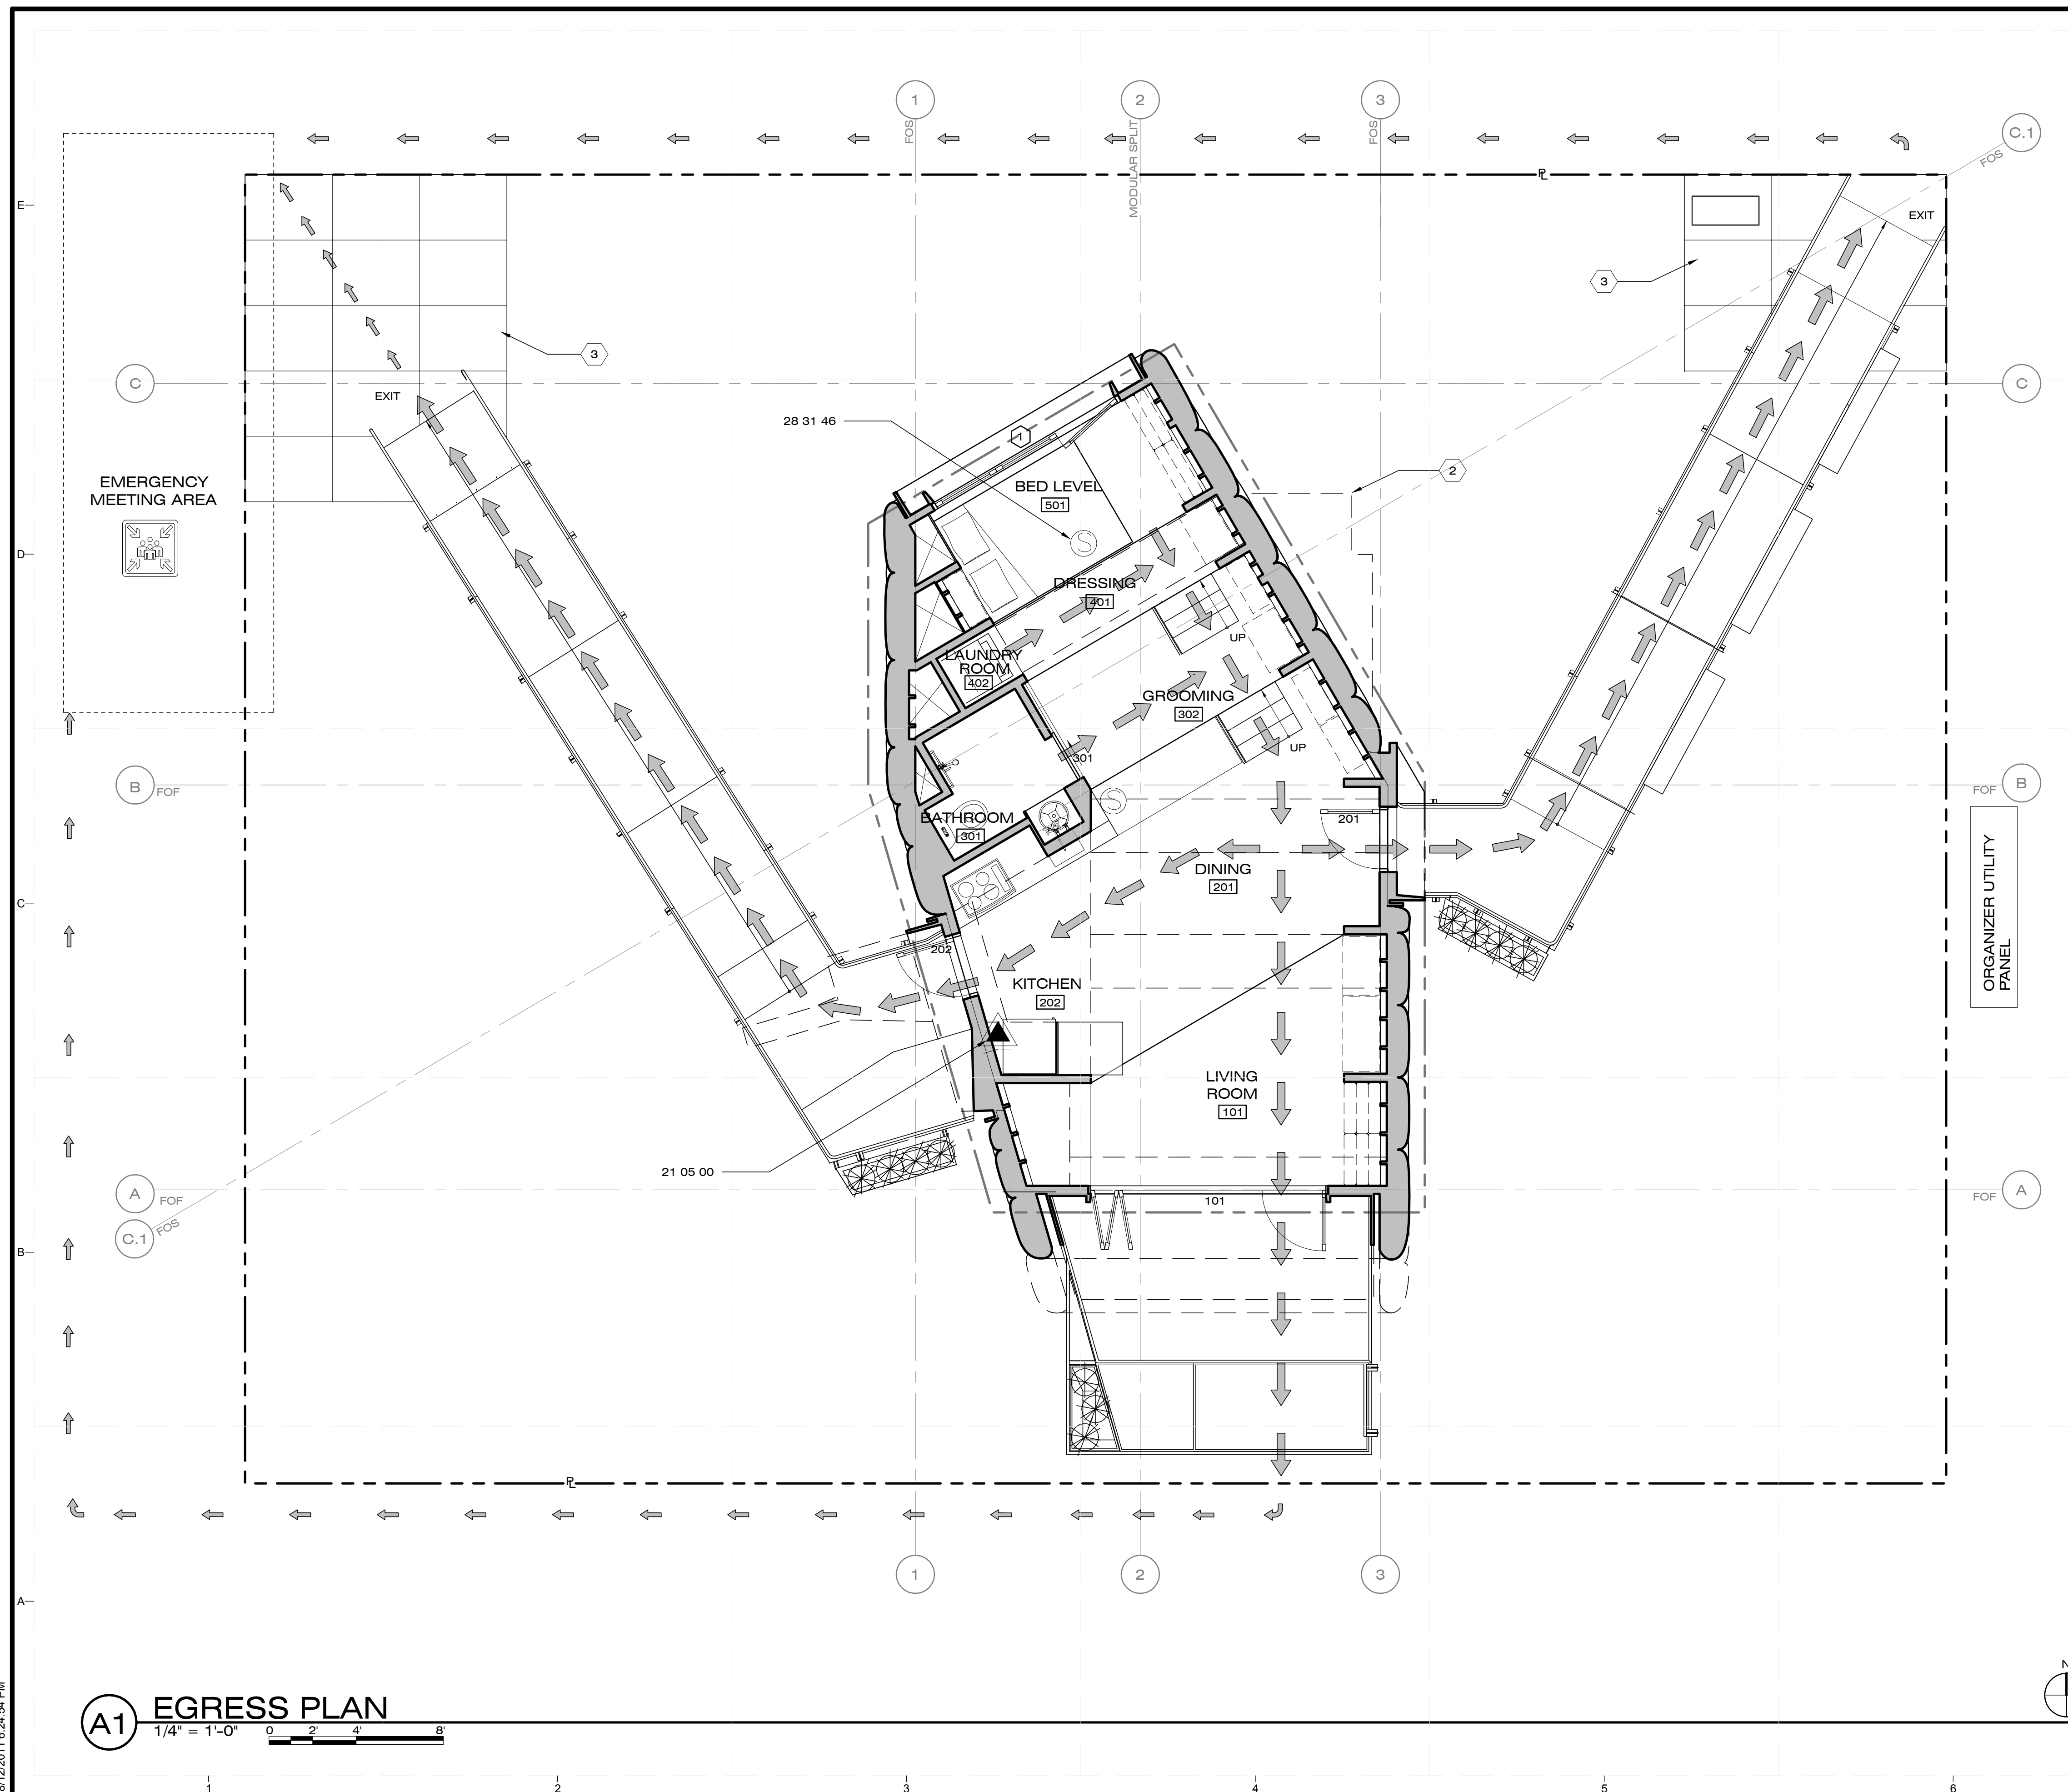 1
2
3
FOS
MODULAR SPLIT
FOS
C.1
FOS
PL
E
EXIT
3
3
C
C
EXIT
28 31 46
1
2
BED LEVEL
501
S
EMERGENCY
MEETING AREA
D
DRESSING
401
UP
LAUNDRY
ROOM
402
GROOMING
302
UP
301
B
FOF
FOF
B
S
BATHROOM
301
201
DINING
201
ORGANIZER UTILITY
PANEL
C
202
KITCHEN
202
LIVING
ROOM
101
21 05 00
A
FOF
101
FOF
A
C.1
FOS
B
PL
1
2
3
A
A1
EGRESS PLAN
1/4" = 1'-0"
0
2'
4'
8'
N
1
2
3
4
5
6